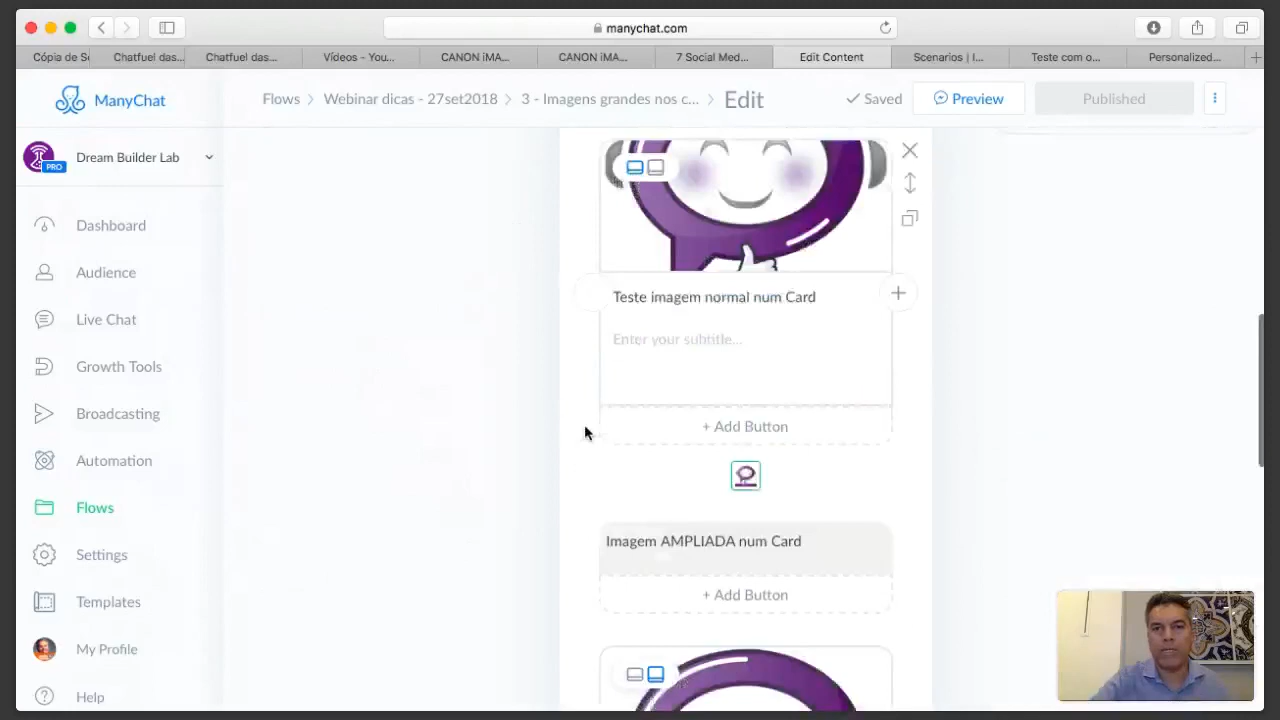 manychat.com
Cópia de Se
Chatfuel das...
Chatfuel das...
Vídeos - You...
CANON iMA...
CANON iMA...
7 Social Med...
Edit Content
Scenarios | I...
Teste com o...
Personalized...
ManyChat
Flows
Webinar dicas - 27set2018
3 - Imagens grandes nos c...
Edit
Saved
Preview
Published
PRO
Dream Builder Lab
Dashboard
Audience
Live Chat
Growth Tools
Broadcasting
Automation
Flows
Settings
Templates
My Profile
Help
Teste imagem normal num Card
Enter your subtitle...
+ Add Button
Imagem AMPLIADA num Card
+ Add Button